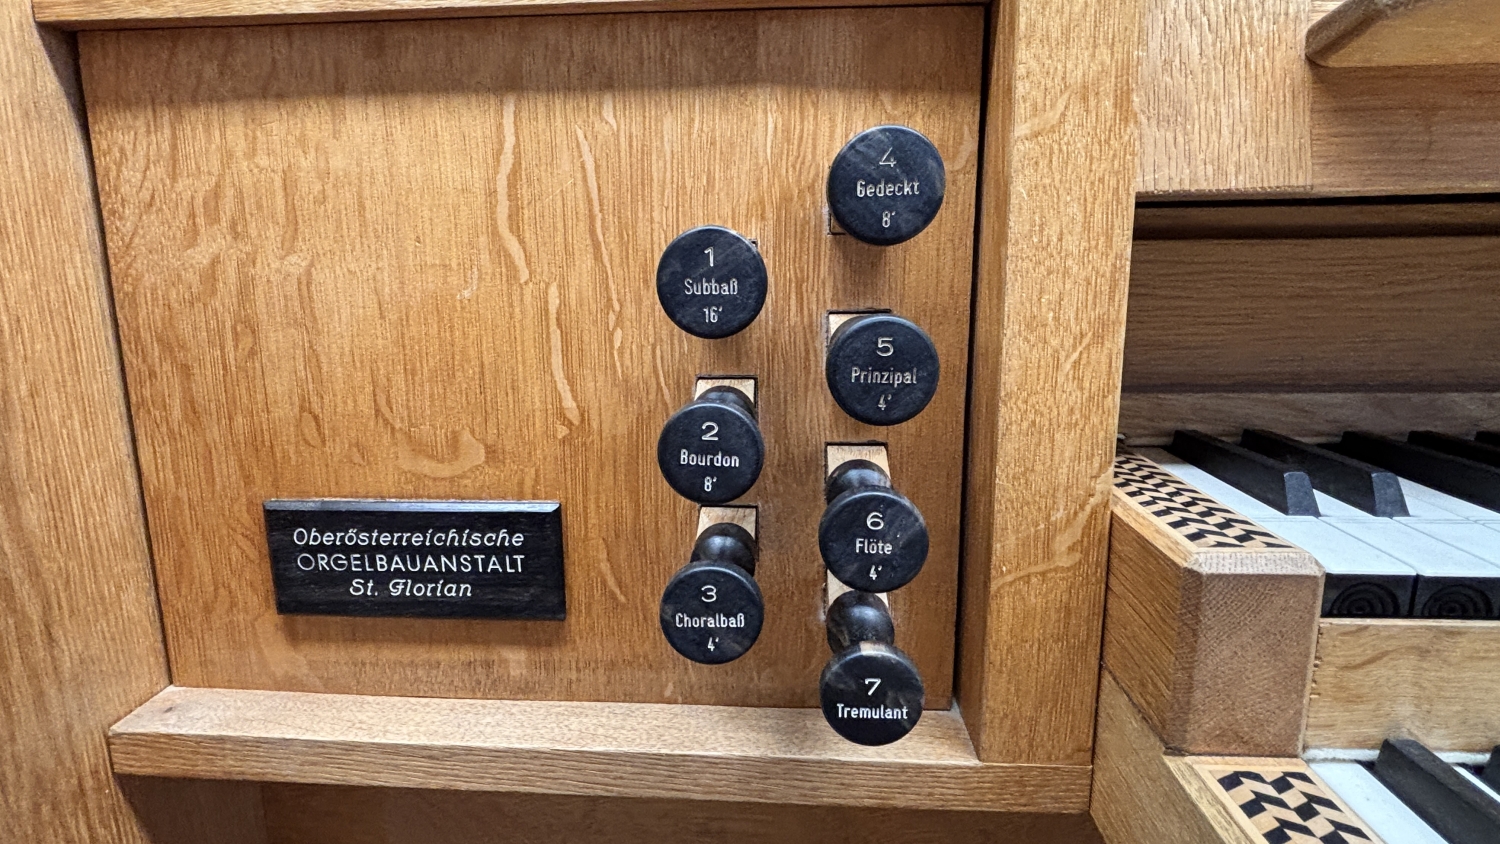 4
Gedeckt
8'
1
Subbaß
16'
5
Prinzipal
4'
2
Bourdon
8'
6
Flöte
4'
3
Choralbaß
4'
7
Tremulant
Oberösterreichische
ORGELBAUANSTALT
St. Florian